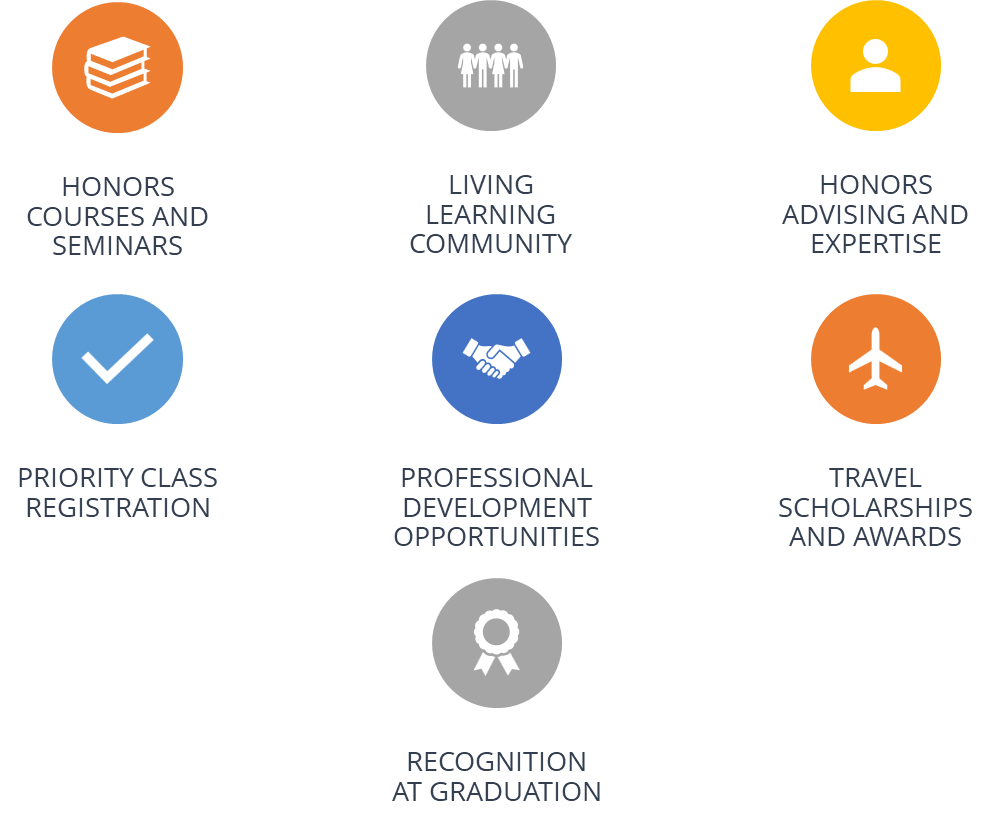 HONORS
COURSES AND
SEMINARS
LIVING
LEARNING
COMMUNITY
HONORS
ADVISING AND
EXPERTISE
PRIORITY CLASS
REGISTRATION
PROFESSIONAL
DEVELOPMENT
OPPORTUNITIES
TRAVEL
SCHOLARSHIPS
AND AWARDS
RECOGNITION
AT GRADUATION